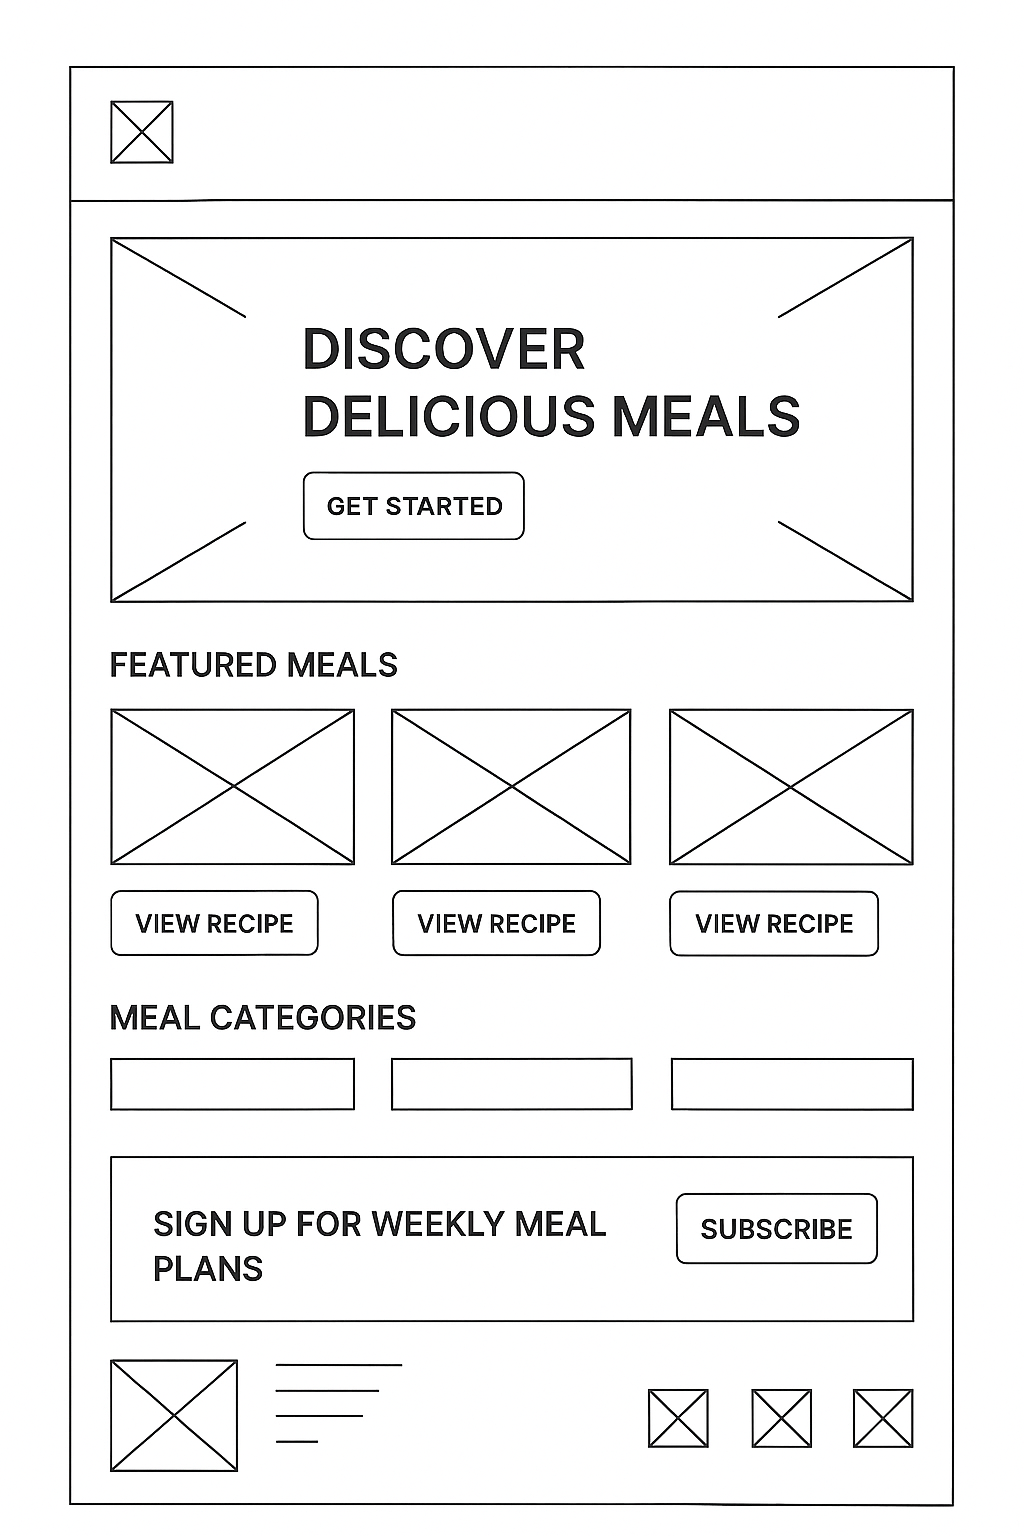 DISCOVER
DELICIOUS MEALS
GET STARTED
FEATURED MEALS
VIEW RECIPE
VIEW RECIPE
VIEW RECIPE
MEAL CATEGORIES
SIGN UP FOR WEEKLY MEAL
PLANS
SUBSCRIBE